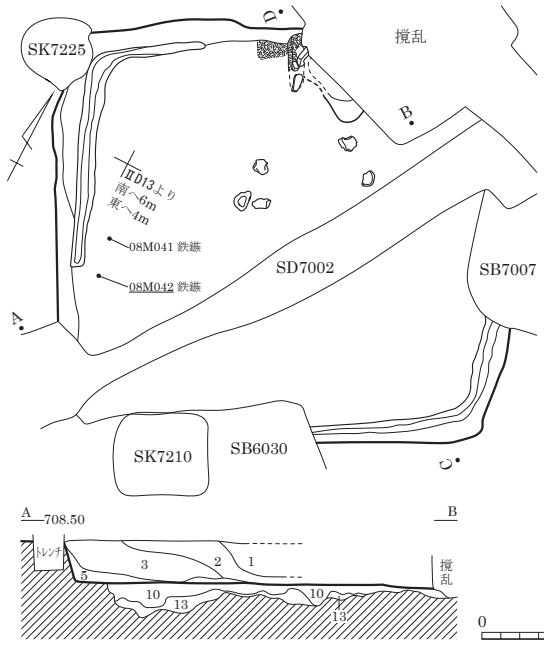 D
SK7225
撹乱
B
ⅡD13より
南へ6m
東へ4m
08M041 鉄鏃
08M042 鉄鏃
SD7002
SB7007
A
SK7210
SB6030
C
A 708.50 B
トレンチ
3 2 1
5
撹乱
10 10
13 13
0